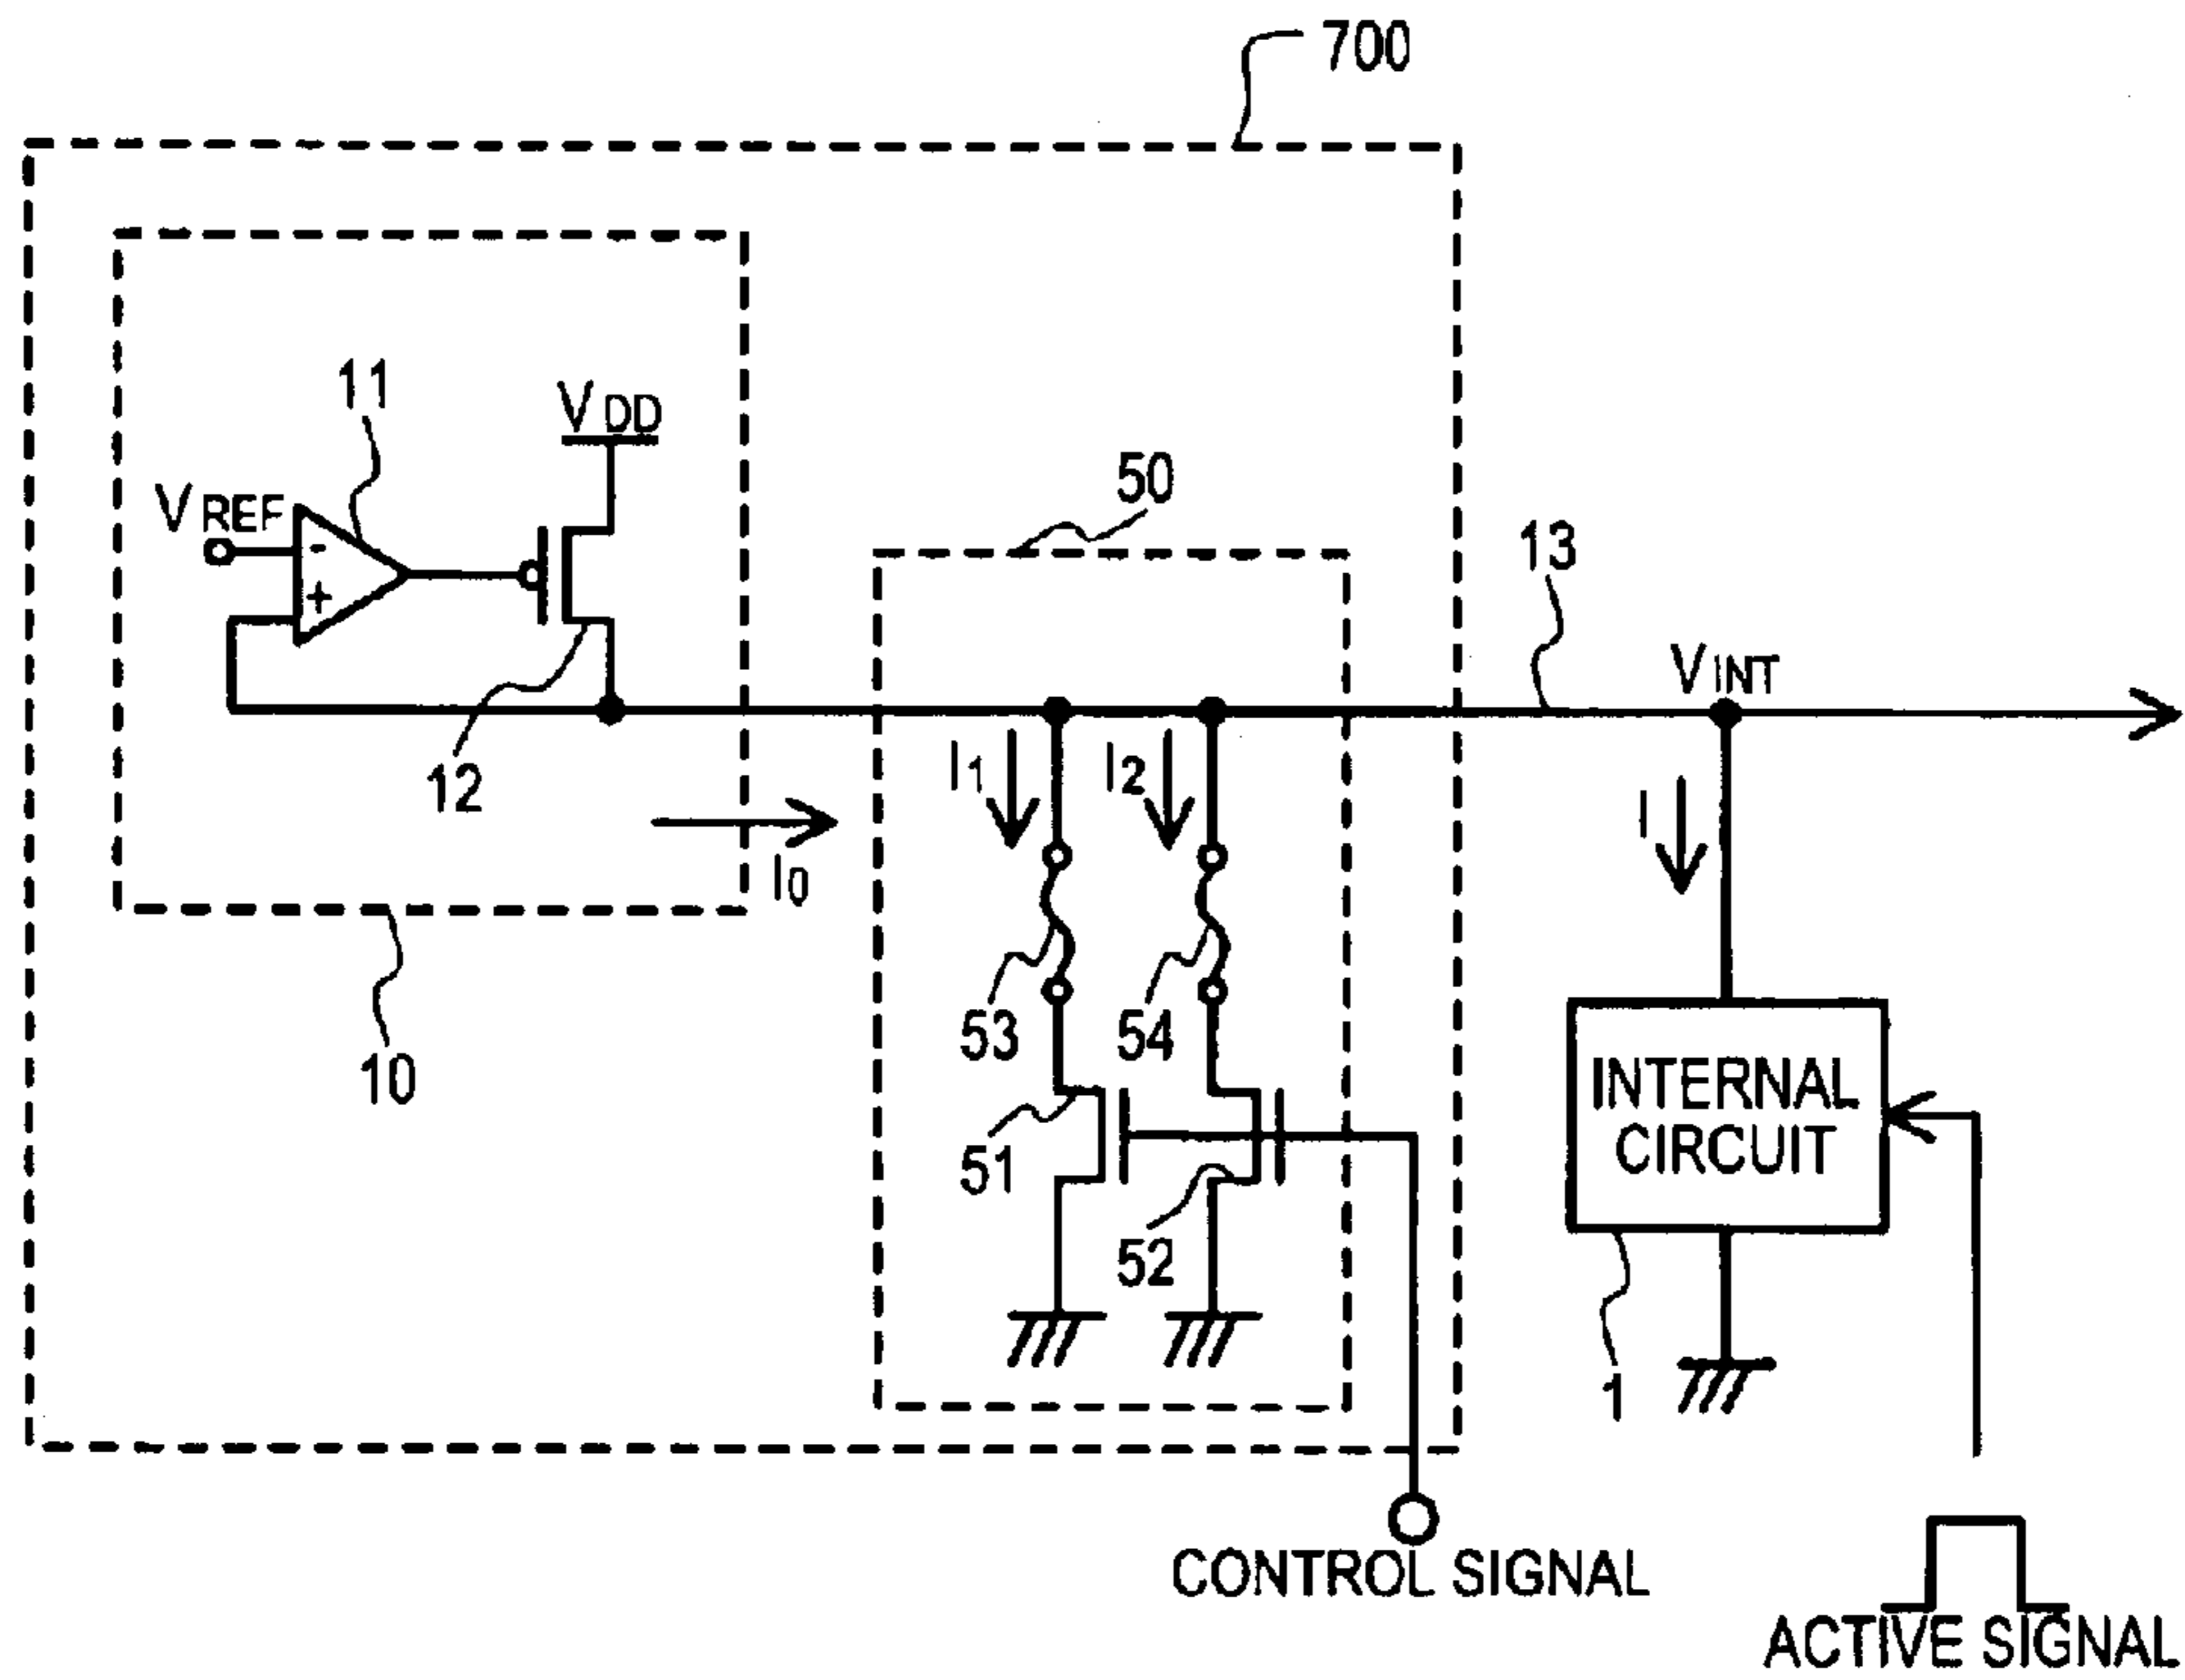 700
11
VDD
VREF
- 
+
50
13
VINT
12
I1
I2
I
I0
53
54
10
51
52
INTERNAL
CIRCUIT
1
CONTROL SIGNAL
ACTIVE SIGNAL